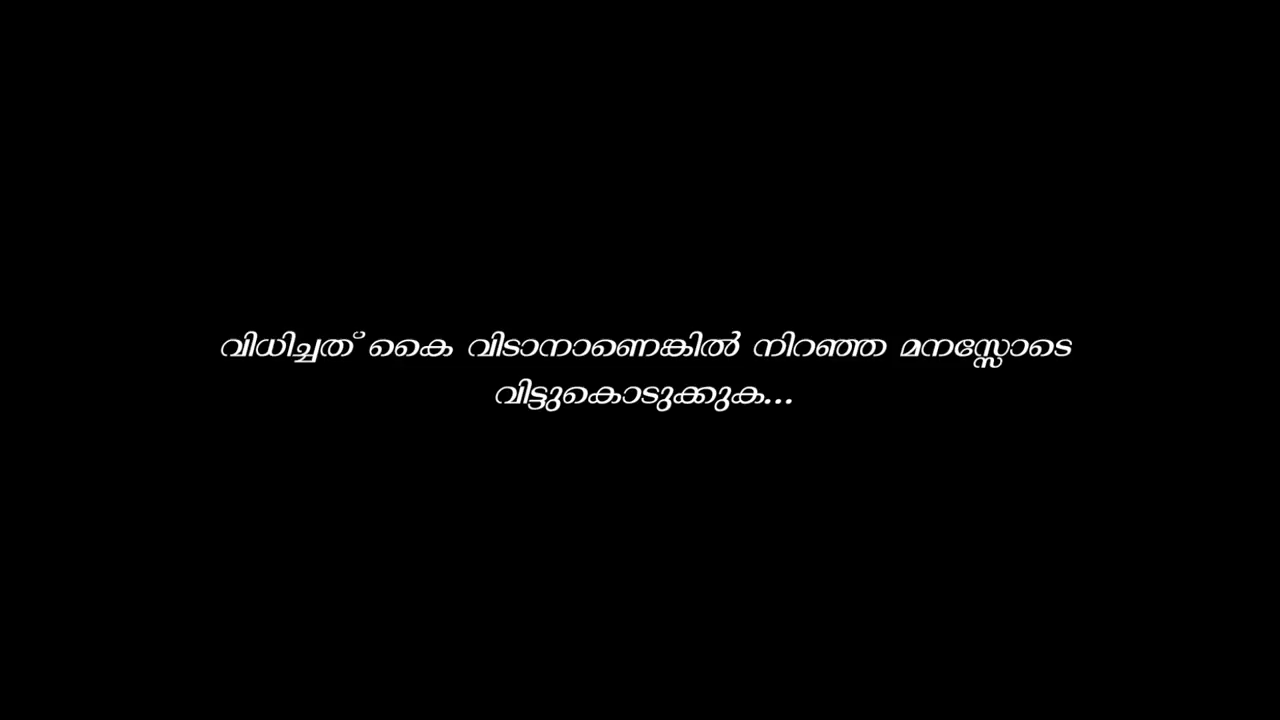 വിധിച്ചത് കൈ വിടാനാണെങ്കിൽ നിറഞ്ഞ മനസ്സോടെ
വിട്ടുകൊടുക്കുക...